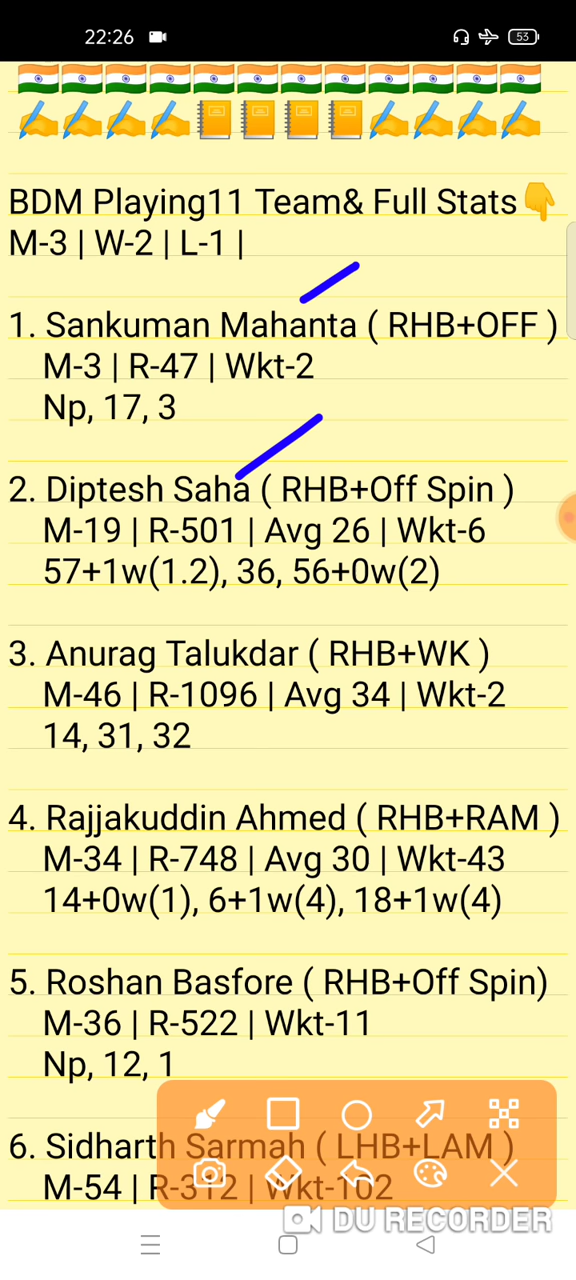 22:26
53
BDM Playing11 Team& Full Stats👇
M-3 | W-2 | L-1 |
1. Sankuman Mahanta ( RHB+OFF )
M-3 | R-47 | Wkt-2
Np, 17, 3
2. Diptesh Saha ( RHB+Off Spin )
M-19 | R-501 | Avg 26 | Wkt-6
57+1w(1.2), 36, 56+0w(2)
3. Anurag Talukdar ( RHB+WK )
M-46 | R-1096 | Avg 34 | Wkt-2
14, 31, 32
4. Rajjakuddin Ahmed ( RHB+RAM )
M-34 | R-748 | Avg 30 | Wkt-43
14+0w(1), 6+1w(4), 18+1w(4)
5. Roshan Basfore ( RHB+Off Spin)
M-36 | R-522 | Wkt-11
Np, 12, 1
6. Sidharth Sarmah ( LHB+LAM )
M-54 | R-312 | Wkt-102
DU RECORDER